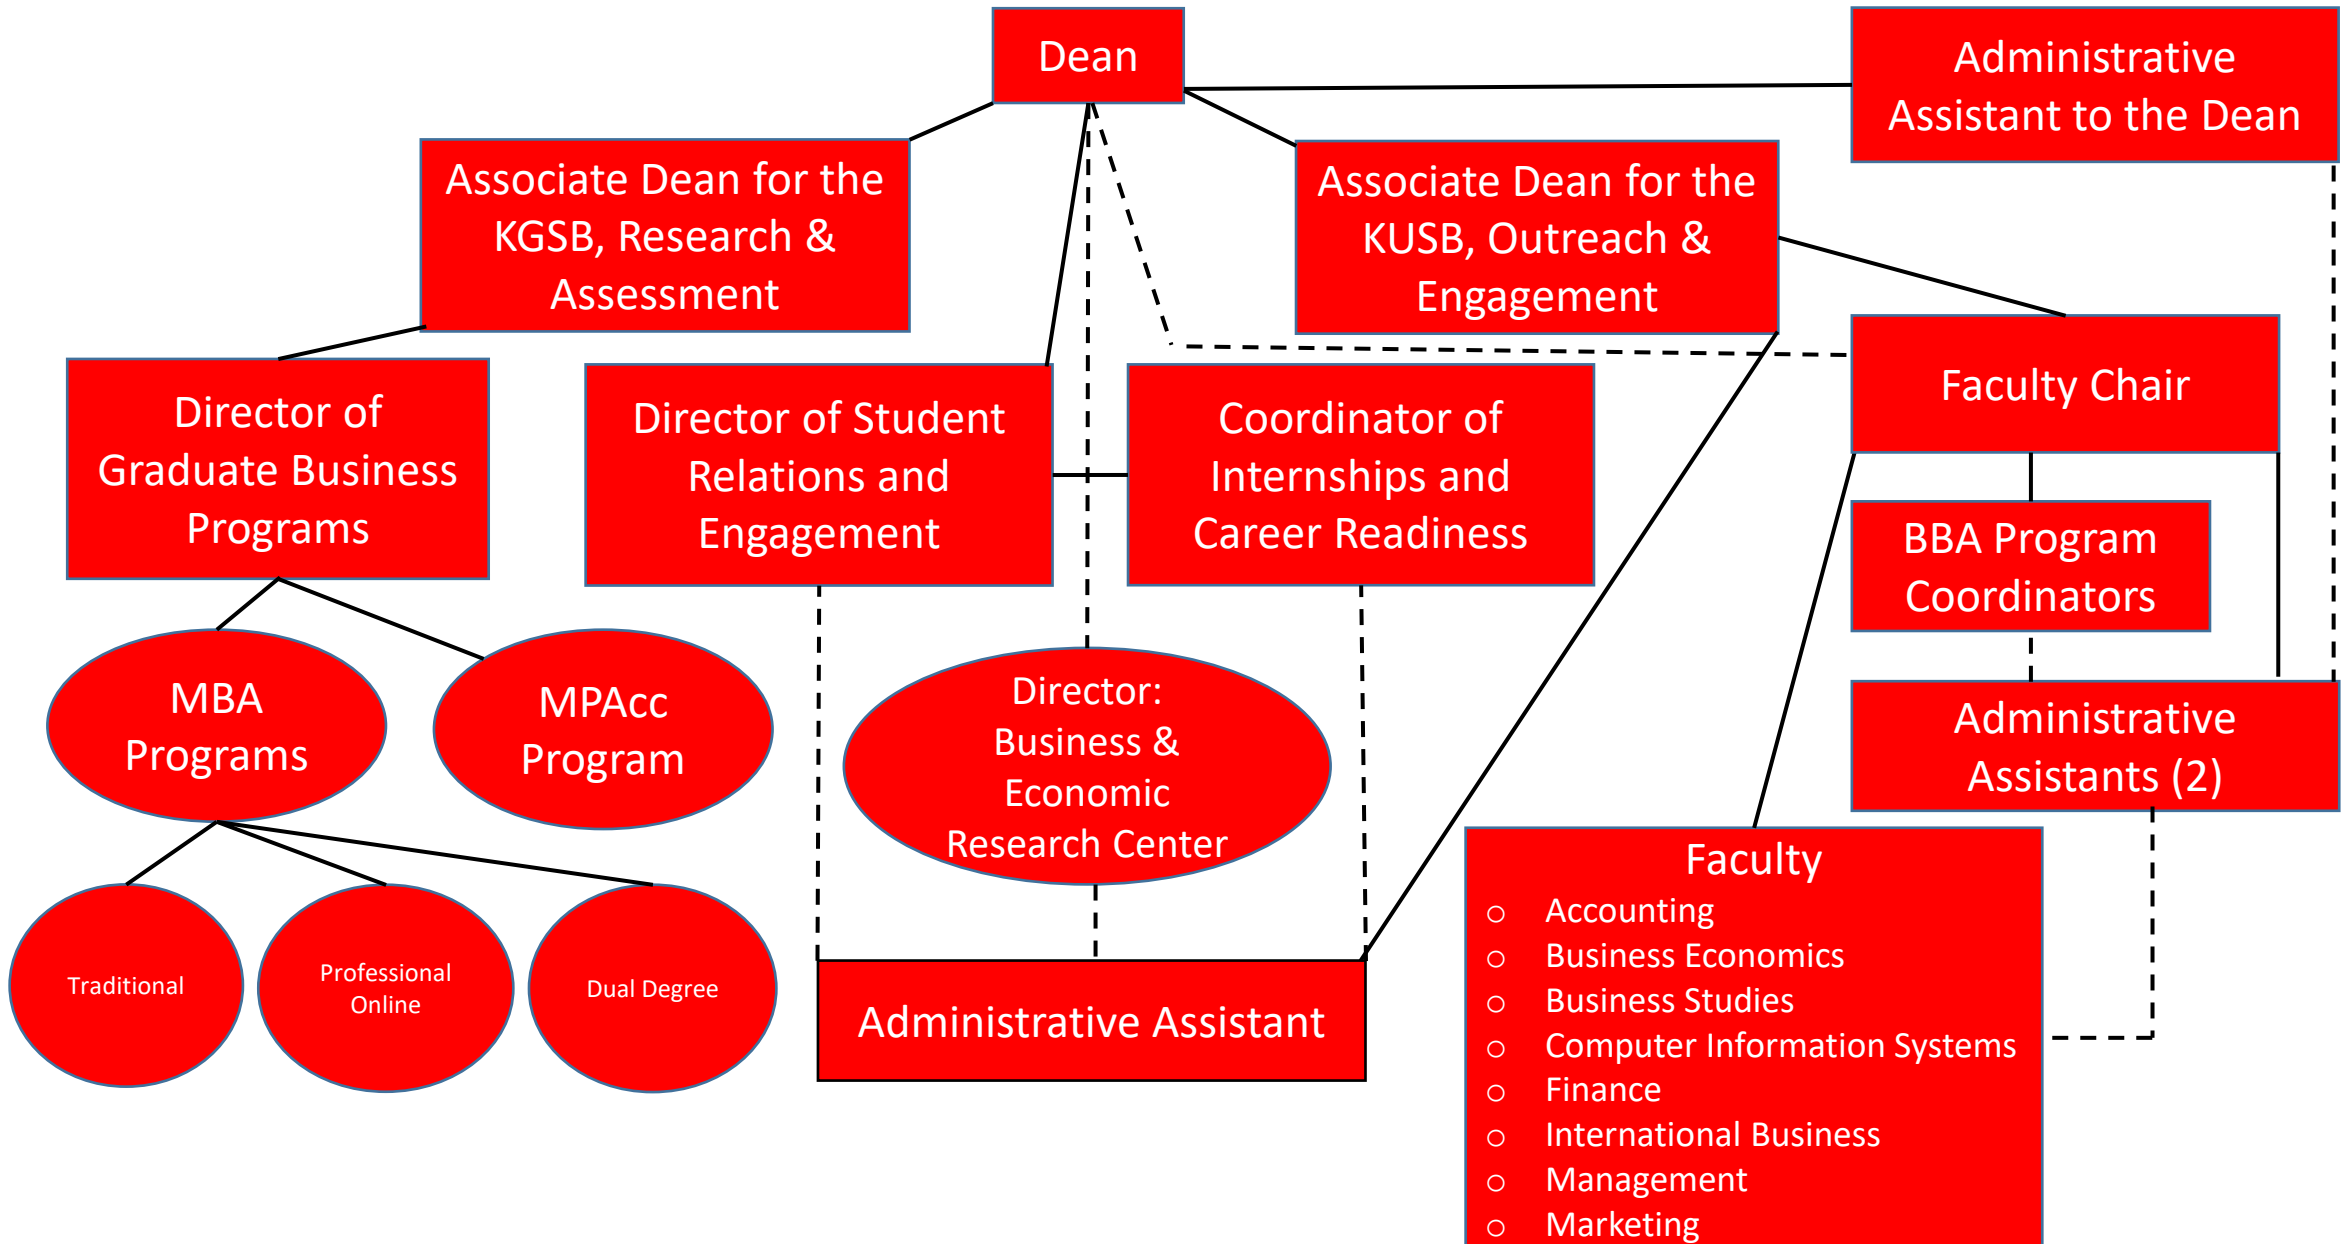 Dean
Administrative
Assistant to the Dean
Associate Dean for the
KGSB, Research &
Assessment
Associate Dean for the
KUSB, Outreach &
Engagement
Director of
Graduate Business
Programs
Director of Student
Relations and
Engagement
Coordinator of
Internships and
Career Readiness
Faculty Chair
BBA Program
Coordinators
MBA
Programs
MPAcc
Program
Director:
Business &
Economic
Research Center
Administrative
Assistants (2)
Traditional
Professional
Online
Dual Degree
Administrative Assistant
Faculty
○ Accounting
○ Business Economics
○ Business Studies
○ Computer Information Systems
○ Finance
○ International Business
○ Management
○ Marketing